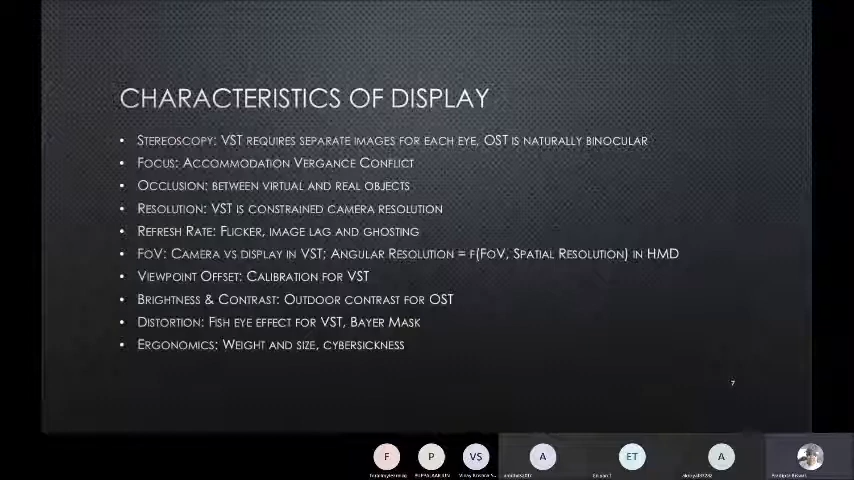 CHARACTERISTICS OF DISPLAY
• STEREOSCOPY: VST REQUIRES SEPARATE IMAGES FOR EACH EYE, OST IS NATURALLY BINOCULAR
• FOCUS: ACCOMMODATION VERGANCE CONFLICT
• OCCLUSION: BETWEEN VIRTUAL AND REAL OBJECTS
• RESOLUTION: VST IS CONSTRAINED CAMERA RESOLUTION
• REFRESH RATE: FLICKER, IMAGE LAG AND GHOSTING
• FOV: CAMERA VS DISPLAY IN VST; ANGULAR RESOLUTION = F(FOV, SPATIAL RESOLUTION) IN HMD
• VIEWPOINT OFFSET: CALIBRATION FOR VST
• BRIGHTNESS & CONTRAST: OUTDOOR CONTRAST FOR OST
• DISTORTION: FISH EYE EFFECT FOR VST, BAYER MASK
• ERGONOMICS: WEIGHT AND SIZE, CYBERSICKNESS
7
F P VS A ET A